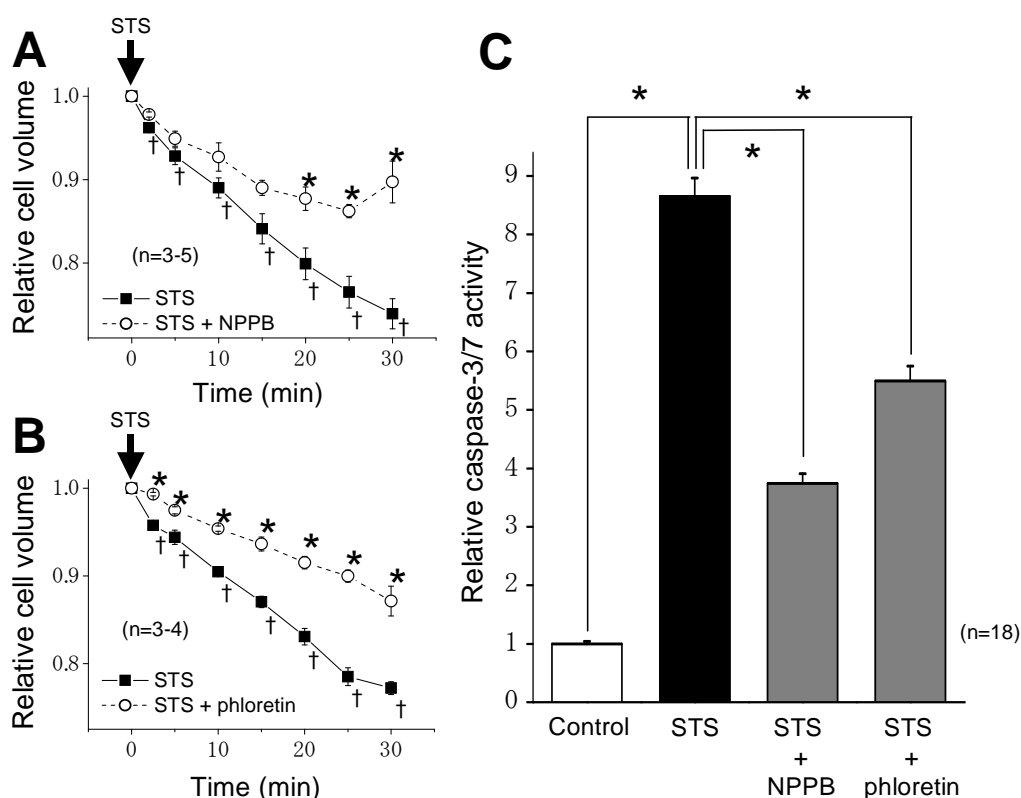 A
STS
Relative cell volume
1.0
0.9
0.8
*
*
*
†
†
†
†
†
†
†
(n=3-5)
STS
STS + NPPB
0
10
20
30
Time (min)
B
STS
Relative cell volume
1.0
0.9
0.8
*
*
*
*
*
*
*
†
†
†
†
†
†
†
(n=3-4)
STS
STS + phloretin
0
10
20
30
Time (min)
C
*
*
*
Relative caspase-3/7 activity
9
8
7
6
5
4
3
2
1
0
(n=18)
Control
STS
STS
+
NPPB
STS
+
phloretin